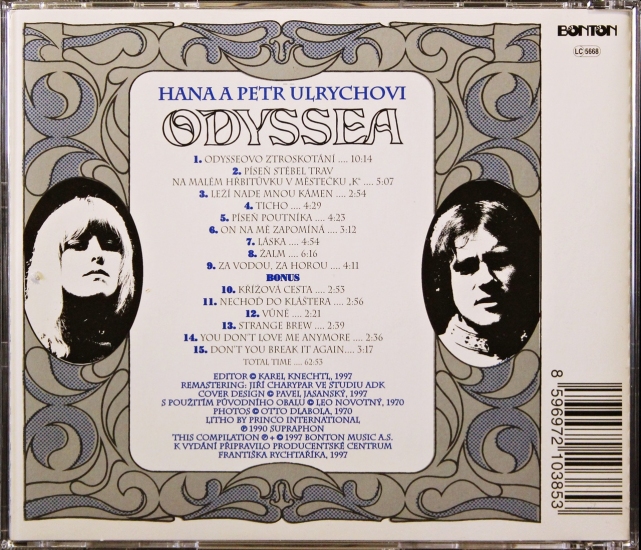 BONTON
LC 5668
HANA A PETR ULRYCHOVI
ODYSSEA
1. ODYSSEOVO ZTROSKOTÁNÍ .... 10:14
2. PÍSEŇ STÉBEL TRAV
NA MALÉM HŘBITŮVKU V MĚSTEČKU „K" .... 5:07
3. LEZÍ NADE MNOU KÁMEN .... 2:54
4. TICHO .... 4:29
5. PÍSEŇ POUTNÍKA .... 4:23
6. ON NA MĚ ZAPOMÍNÁ .... 3:12
7. LÁSKA .... 4:54
8. ŽALM .... 6:16
9. ZA VODOU, ZA HOROU .... 4:11
BONUS
10. KŘÍZOVÁ CESTA .... 2:53
11. NECHOĎ DO KLÁŠTERA .... 2:56
12. VŮNĚ .... 2:21
13. STRANGE BREW .... 2:39
14. YOU DON'T LOVE ME ANYMORE .... 2:36
15. DON'T YOU BREAK IT AGAIN.... 3:17
TOTAL TIME .... 62:53
EDITOR © KAREL KNECHTL, 1997
REMASTERING: JIŘÍ CHARYPAR VE STUDIU ADK
COVER DESIGN © PAVEL JASANSKÝ, 1997
S POUŽITÍM PŮVODNÍHO OBALU © LEO NOVOTNÝ, 1970
PHOTOS © OTTO DLABOLA, 1970
LITHO BY PRINCO INTERNATIONAL,
℗ 1990 SUPRAPHON
THIS COMPILATION ℗ + © 1997 BONTON MUSIC A.S.
K VYDÁNÍ PŘIPRAVILO PRODUCENTSKÉ CENTRUM
FRANTIŠKA RYCHTAŘÍKA, 1997
8 596972 103853